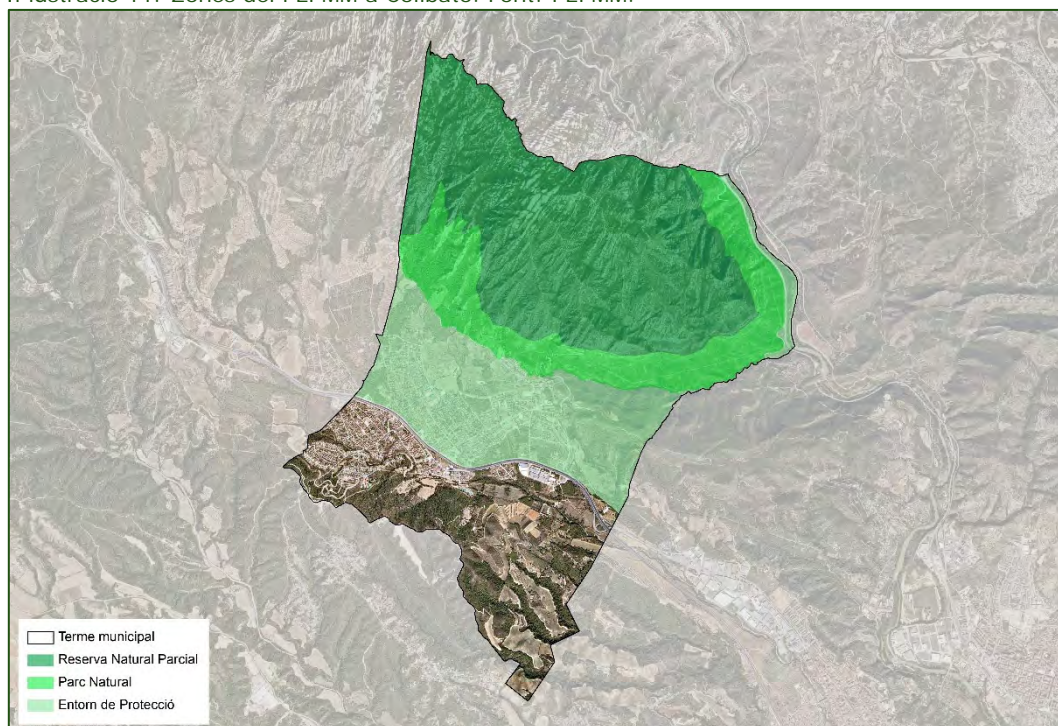 Terme municipal
Reserva Natural Parcial
Parc Natural
Entorn de Protecció